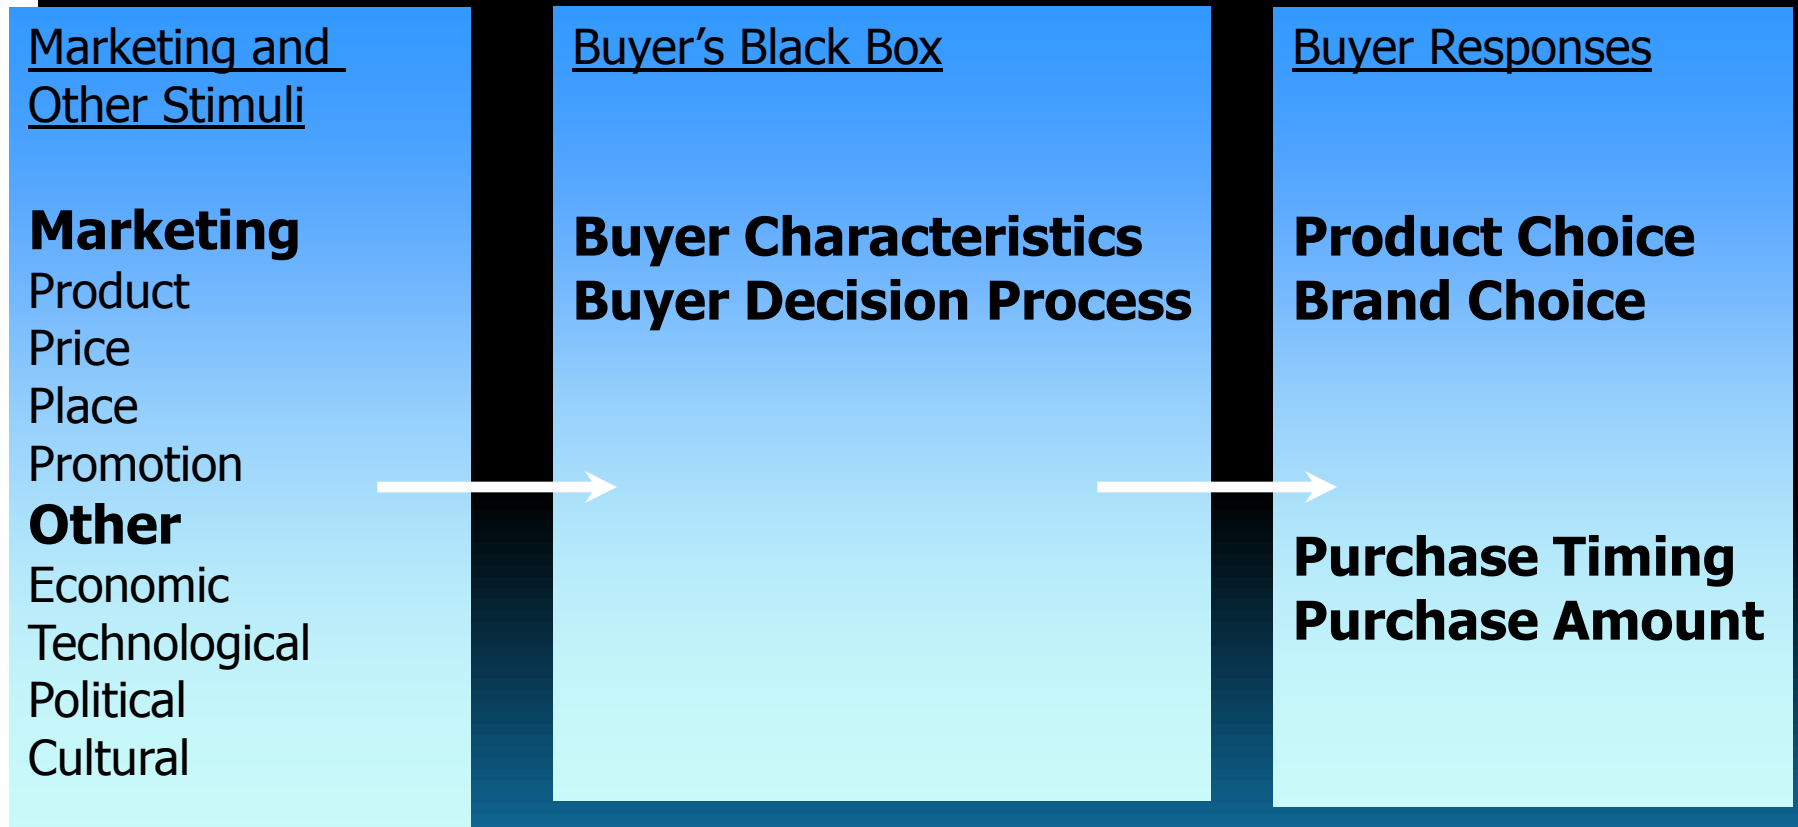 Marketing and
Other Stimuli
Marketing
Product
Price
Place
Promotion
Other
Economic
Technological
Political
Cultural
Buyer’s Black Box
Buyer Characteristics
Buyer Decision Process
Buyer Responses
Product Choice
Brand Choice
Purchase Timing
Purchase Amount